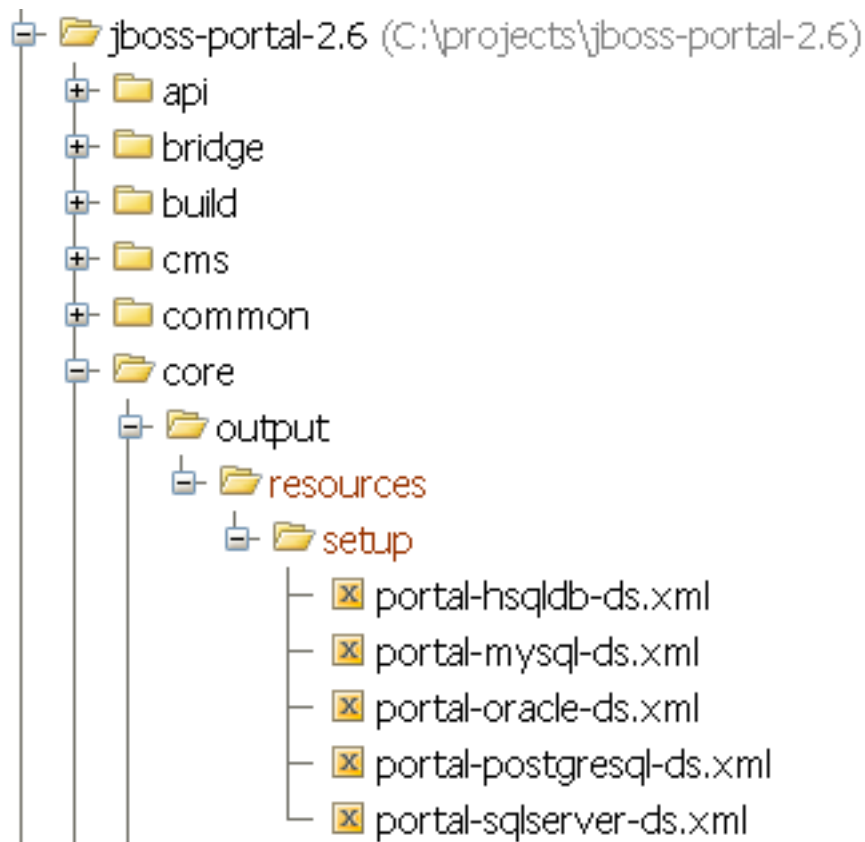 jboss-portal-2.6 (C:\projects\jboss-portal-2.6)
api
bridge
build
cms
common
core
output
resources
setup
portal-hsqldb-ds.xml
portal-mysql-ds.xml
portal-oracle-ds.xml
portal-postgresql-ds.xml
portal-sqlserver-ds.xml